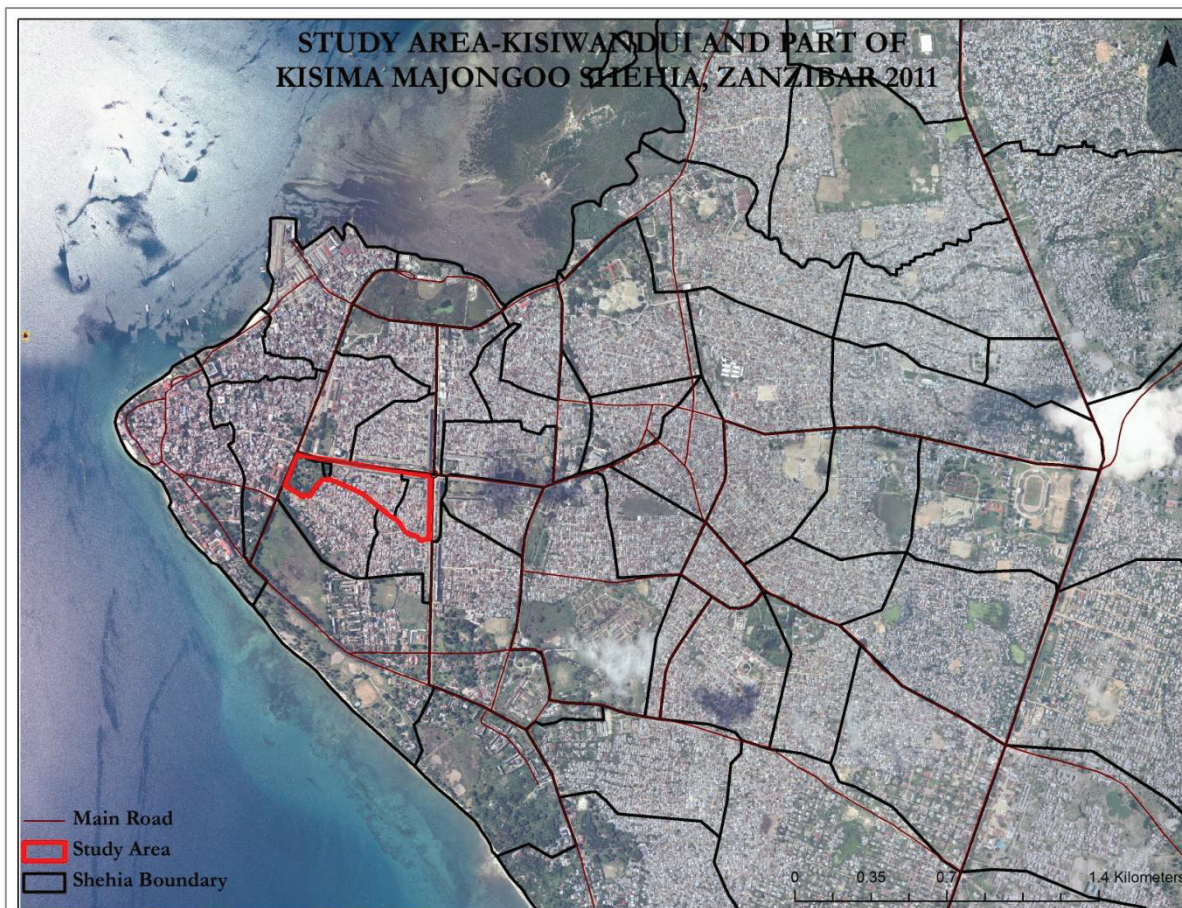 STUDY AREA-KISIWANDUI AND PART OF
KISIMA MAJONGOO SHEHIA, ZANZIBAR 2011
N
Main Road
Study Area
Shehia Boundary
0 0.35 0.7 1.4 Kilometers